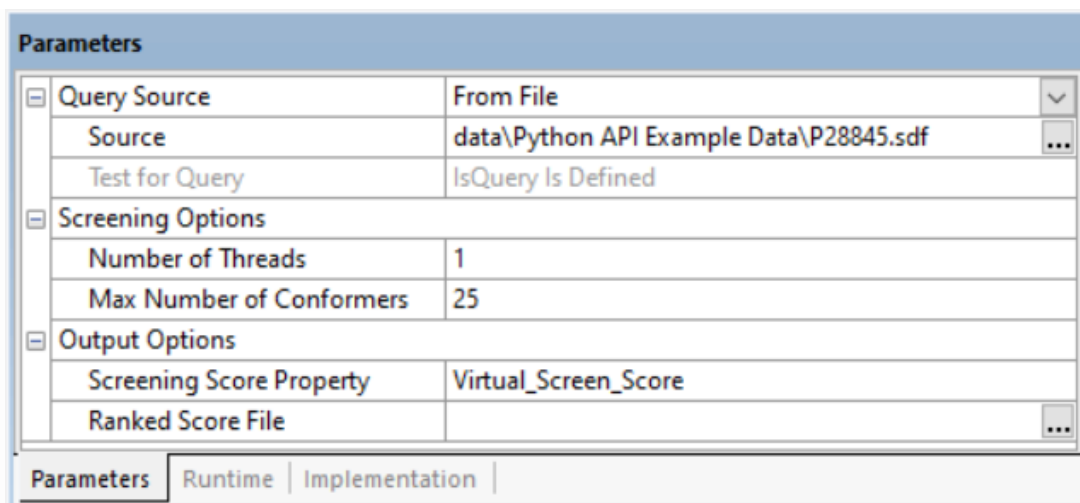 Parameters
Query Source From File
Source data\Python API Example Data\P28845.sdf ...
Test for Query IsQuery Is Defined
Screening Options
Number of Threads 1
Max Number of Conformers 25
Output Options
Screening Score Property Virtual_Screen_Score
Ranked Score File ...
Parameters Runtime Implementation